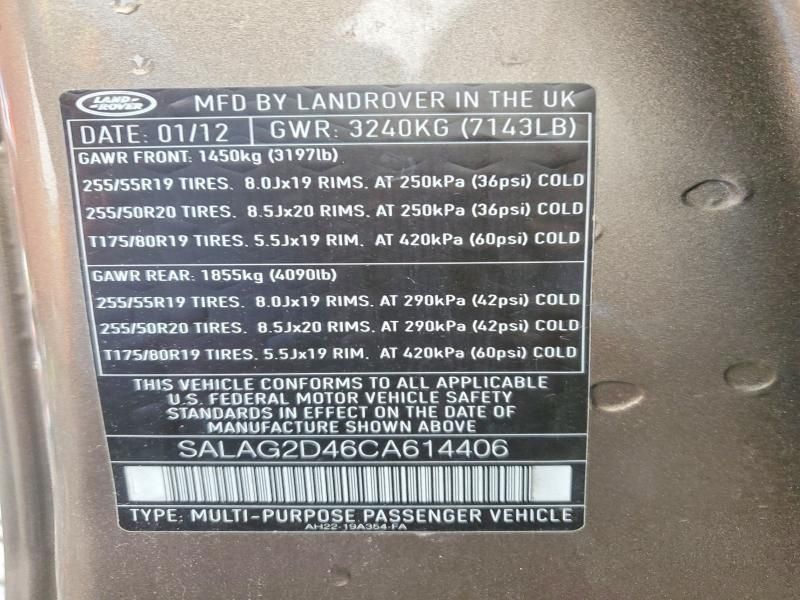 LAND ROVER
MFD BY LANDROVER IN THE UK
DATE: 01/12 GWR: 3240KG (7143LB)
GAWR FRONT: 1450kg (3197lb)
255/55R19 TIRES. 8.0Jx19 RIMS. AT 250kPa (36psi) COLD
255/50R20 TIRES. 8.5Jx20 RIMS. AT 250kPa (36psi) COLD
T175/80R19 TIRES. 5.5Jx19 RIM. AT 420kPa (60psi) COLD
GAWR REAR: 1855kg (4090lb)
255/55R19 TIRES. 8.0Jx19 RIMS. AT 290kPa (42psi) COLD
255/50R20 TIRES. 8.5Jx20 RIMS. AT 290kPa (42psi) COLD
T175/80R19 TIRES. 5.5Jx19 RIM. AT 420kPa (60psi) COLD
THIS VEHICLE CONFORMS TO ALL APPLICABLE
U.S. FEDERAL MOTOR VEHICLE SAFETY
STANDARDS IN EFFECT ON THE DATE OF
MANUFACTURE SHOWN ABOVE
SALAG2D46CA614406
TYPE: MULTI-PURPOSE PASSENGER VEHICLE
AH22-19A354-FA